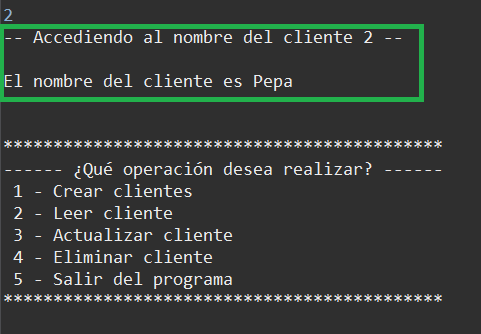 2
-- Accediendo al nombre del cliente 2 --
El nombre del cliente es Pepa
********************************************
------ ¿Qué operación desea realizar? ------
1 - Crear clientes
2 - Leer cliente
3 - Actualizar cliente
4 - Eliminar cliente
5 - Salir del programa
********************************************